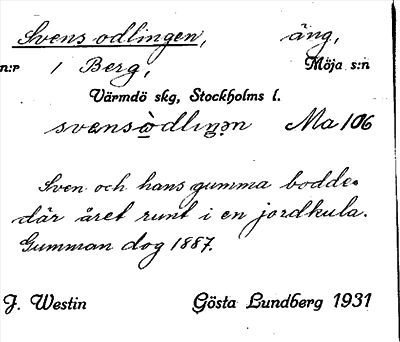 Svens odlingen, äng,
n:r 1 Berg, Möja s:n
Värmdö skg, Stockholms l.
svensòdlıŋən Ma 106
Sven och hans gumma bodde
där året runt i en jordkula.
Gumman dog 1887.
J. Westin Gösta Lundberg 1931